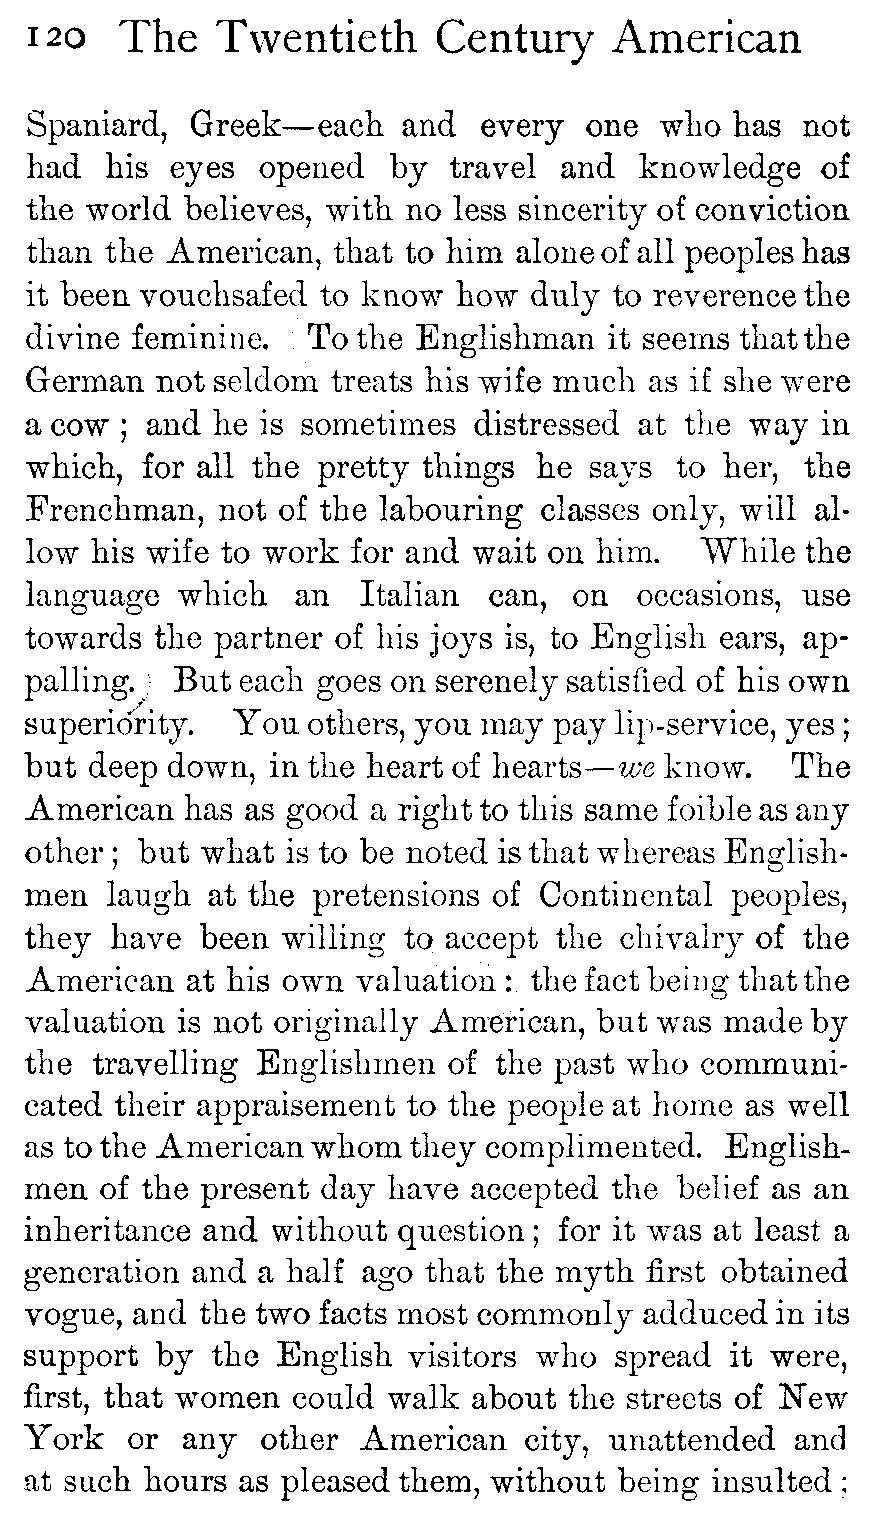 120 The Twentieth Century American
Spaniard, Greek—each and every one who has not
had his eyes opened by travel and knowledge of
the world believes, with no less sincerity of conviction
than the American, that to him alone of all peoples has
it been vouchsafed to know how duly to reverence the
divine feminine. To the Englishman it seems that the
German not seldom treats his wife much as if she were
a cow; and he is sometimes distressed at the way in
which, for all the pretty things he says to her, the
Frenchman, not of the labouring classes only, will al-
low his wife to work for and wait on him. While the
language which an Italian can, on occasions, use
towards the partner of his joys is, to English ears, ap-
palling. But each goes on serenely satisfied of his own
superiority. You others, you may pay lip-service, yes;
but deep down, in the heart of hearts—we know. The
American has as good a right to this same foible as any
other; but what is to be noted is that whereas English-
men laugh at the pretensions of Continental peoples,
they have been willing to accept the chivalry of the
American at his own valuation: the fact being that the
valuation is not originally American, but was made by
the travelling Englishmen of the past who communi-
cated their appraisement to the people at home as well
as to the American whom they complimented. English-
men of the present day have accepted the belief as an
inheritance and without question; for it was at least a
generation and a half ago that the myth first obtained
vogue, and the two facts most commonly adduced in its
support by the English visitors who spread it were,
first, that women could walk about the streets of New
York or any other American city, unattended and
at such hours as pleased them, without being insulted;